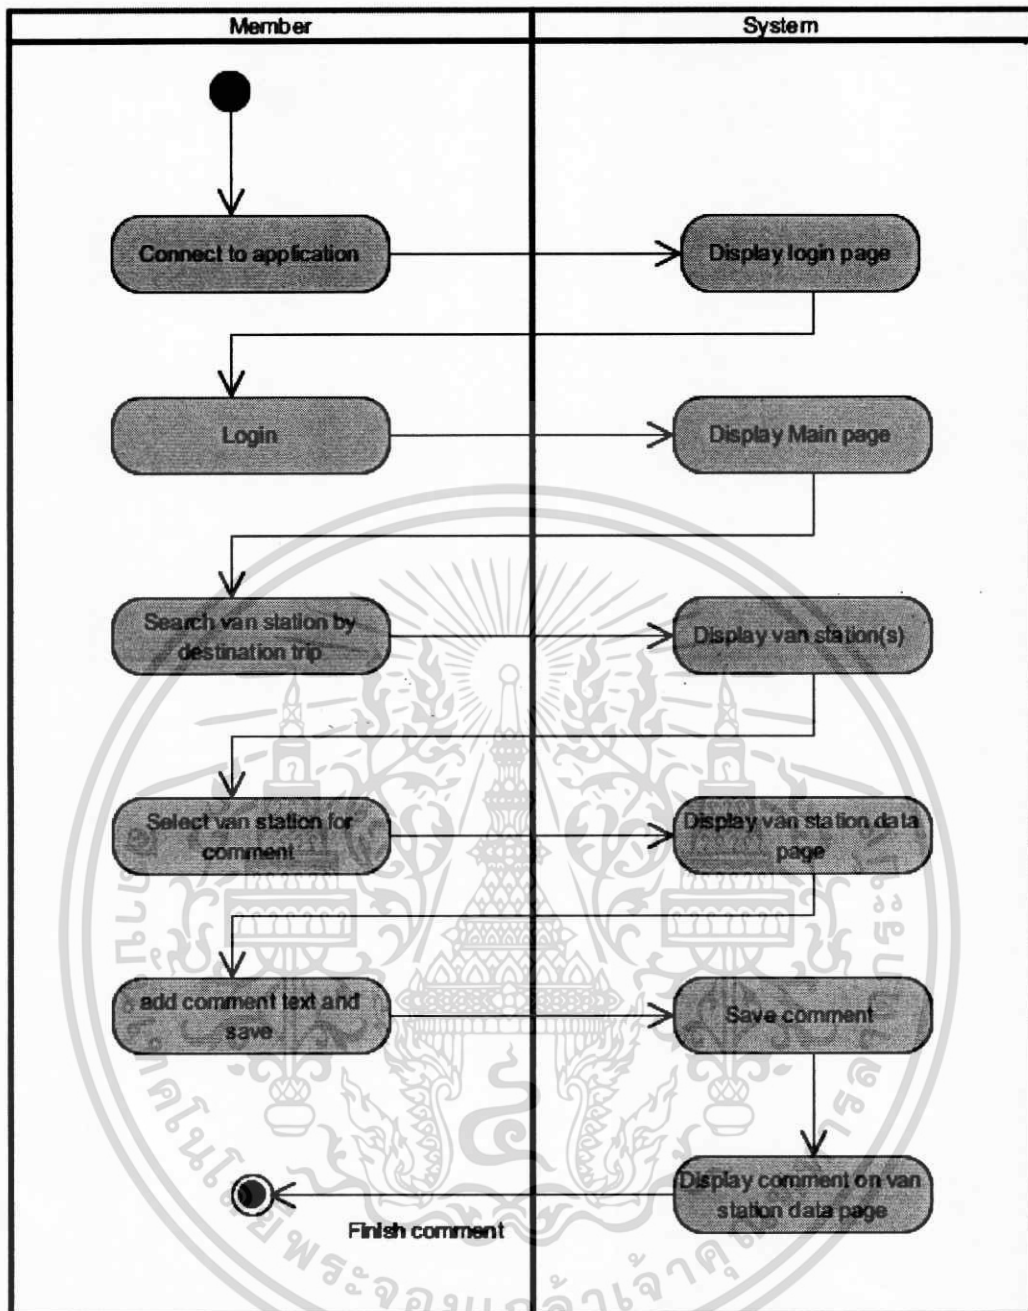 Member
System
Connect to application
Display login page
Login
Display Main page
Search van station by
destination trip
Display van station(s)
Select van station for
comment
Display van station data
page
add comment text and
save
Save comment
Display comment on van
station data page
Finish comment